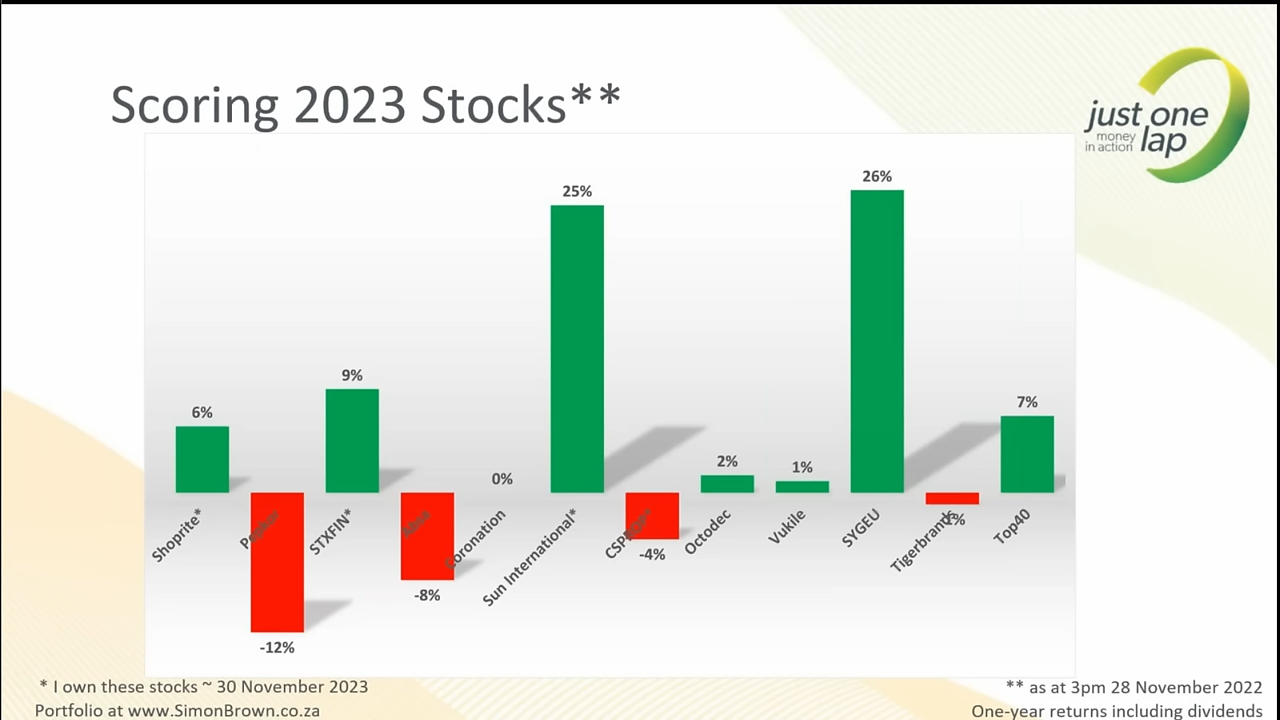 Scoring 2023 Stocks**
just one
money
in action
lap
26%
25%
9%
7%
6%
2%
1%
0%
Shoprite*
STXFIN*
Coronation
Sun International*
Octodec
Vukile
SYGEU
Tigerbrands
Top40
-4%
-8%
-12%
* I own these stocks ~ 30 November 2023
Portfolio at www.SimonBrown.co.za
** as at 3pm 28 November 2022
One-year returns including dividends